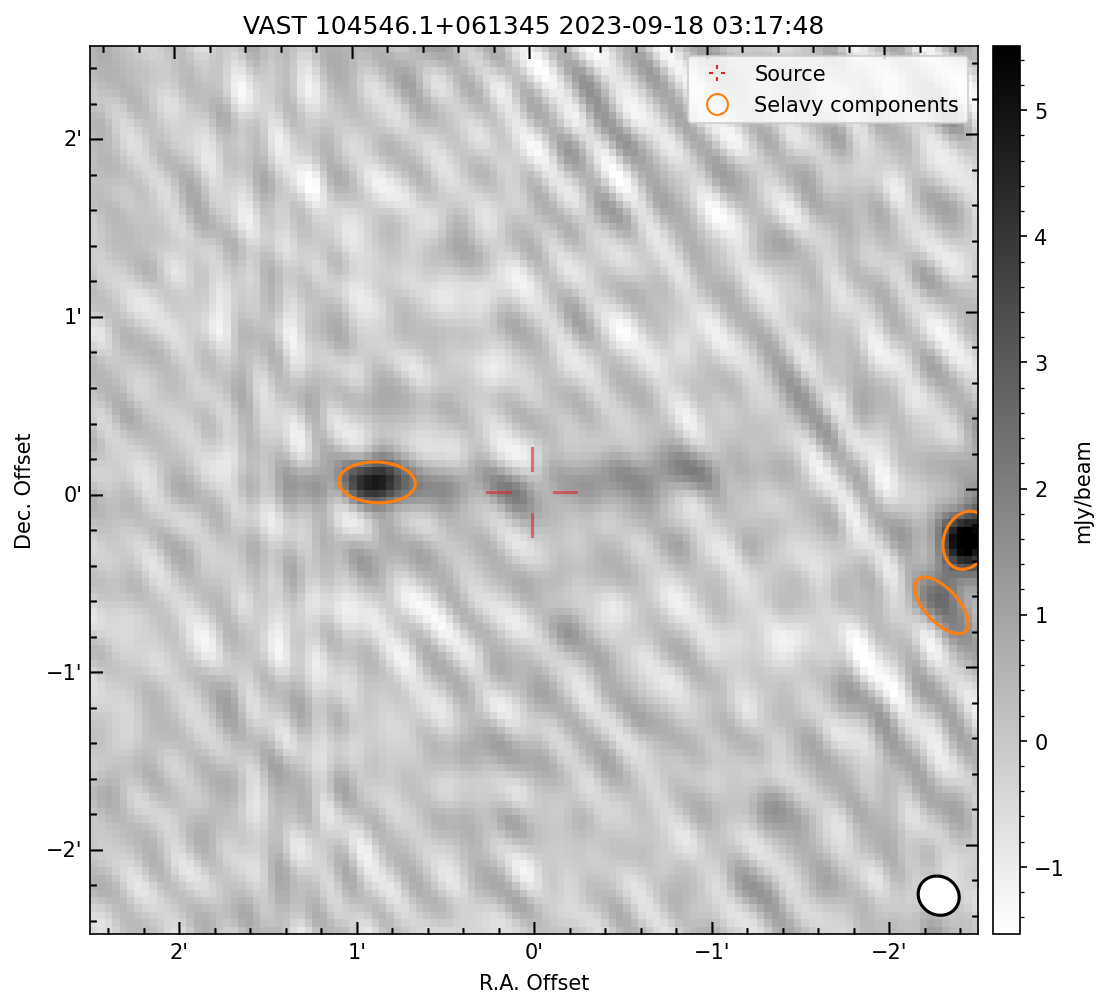 VAST 104546.1+061345 2023-09-18 03:17:48
Source
Selavy components
2'
1'
0'
−1'
−2'
Dec. Offset
2'
1'
0'
−1'
−2'
R.A. Offset
5
4
3
2
1
0
−1
mJy/beam